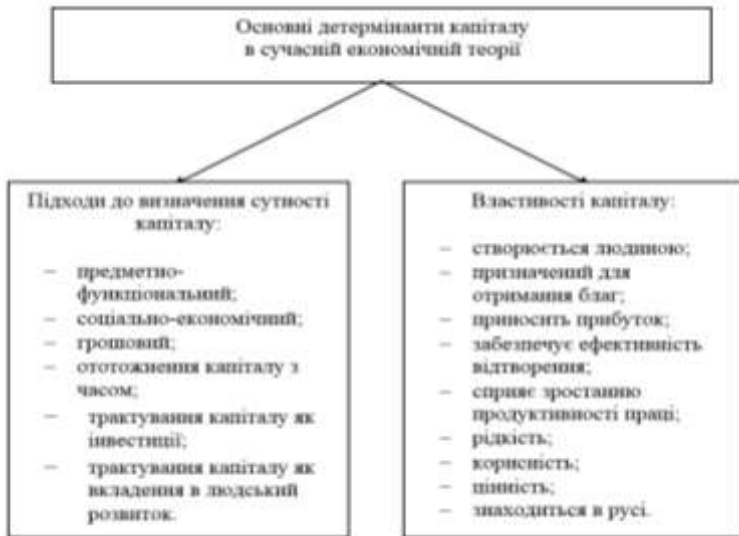 Основні детермінанти капіталу
в сучасній економічній теорії
Підходи до визначення сутності
капіталу:
– предметно-
функціональний;
– соціально-економічний;
– грошовий;
– ототожнення капіталу з
часом;
– трактування капіталу як
інвестиції;
– трактування капіталу як
вкладення в людський
розвиток.
Властивості капіталу:
– створюється людиною;
– призначений для
отримання благ;
– приносить прибуток;
– забезпечує ефективність
відтворення;
– сприяє зростанню
продуктивності праці;
– рідкість;
– корисність;
– цінність;
– знаходиться в русі.